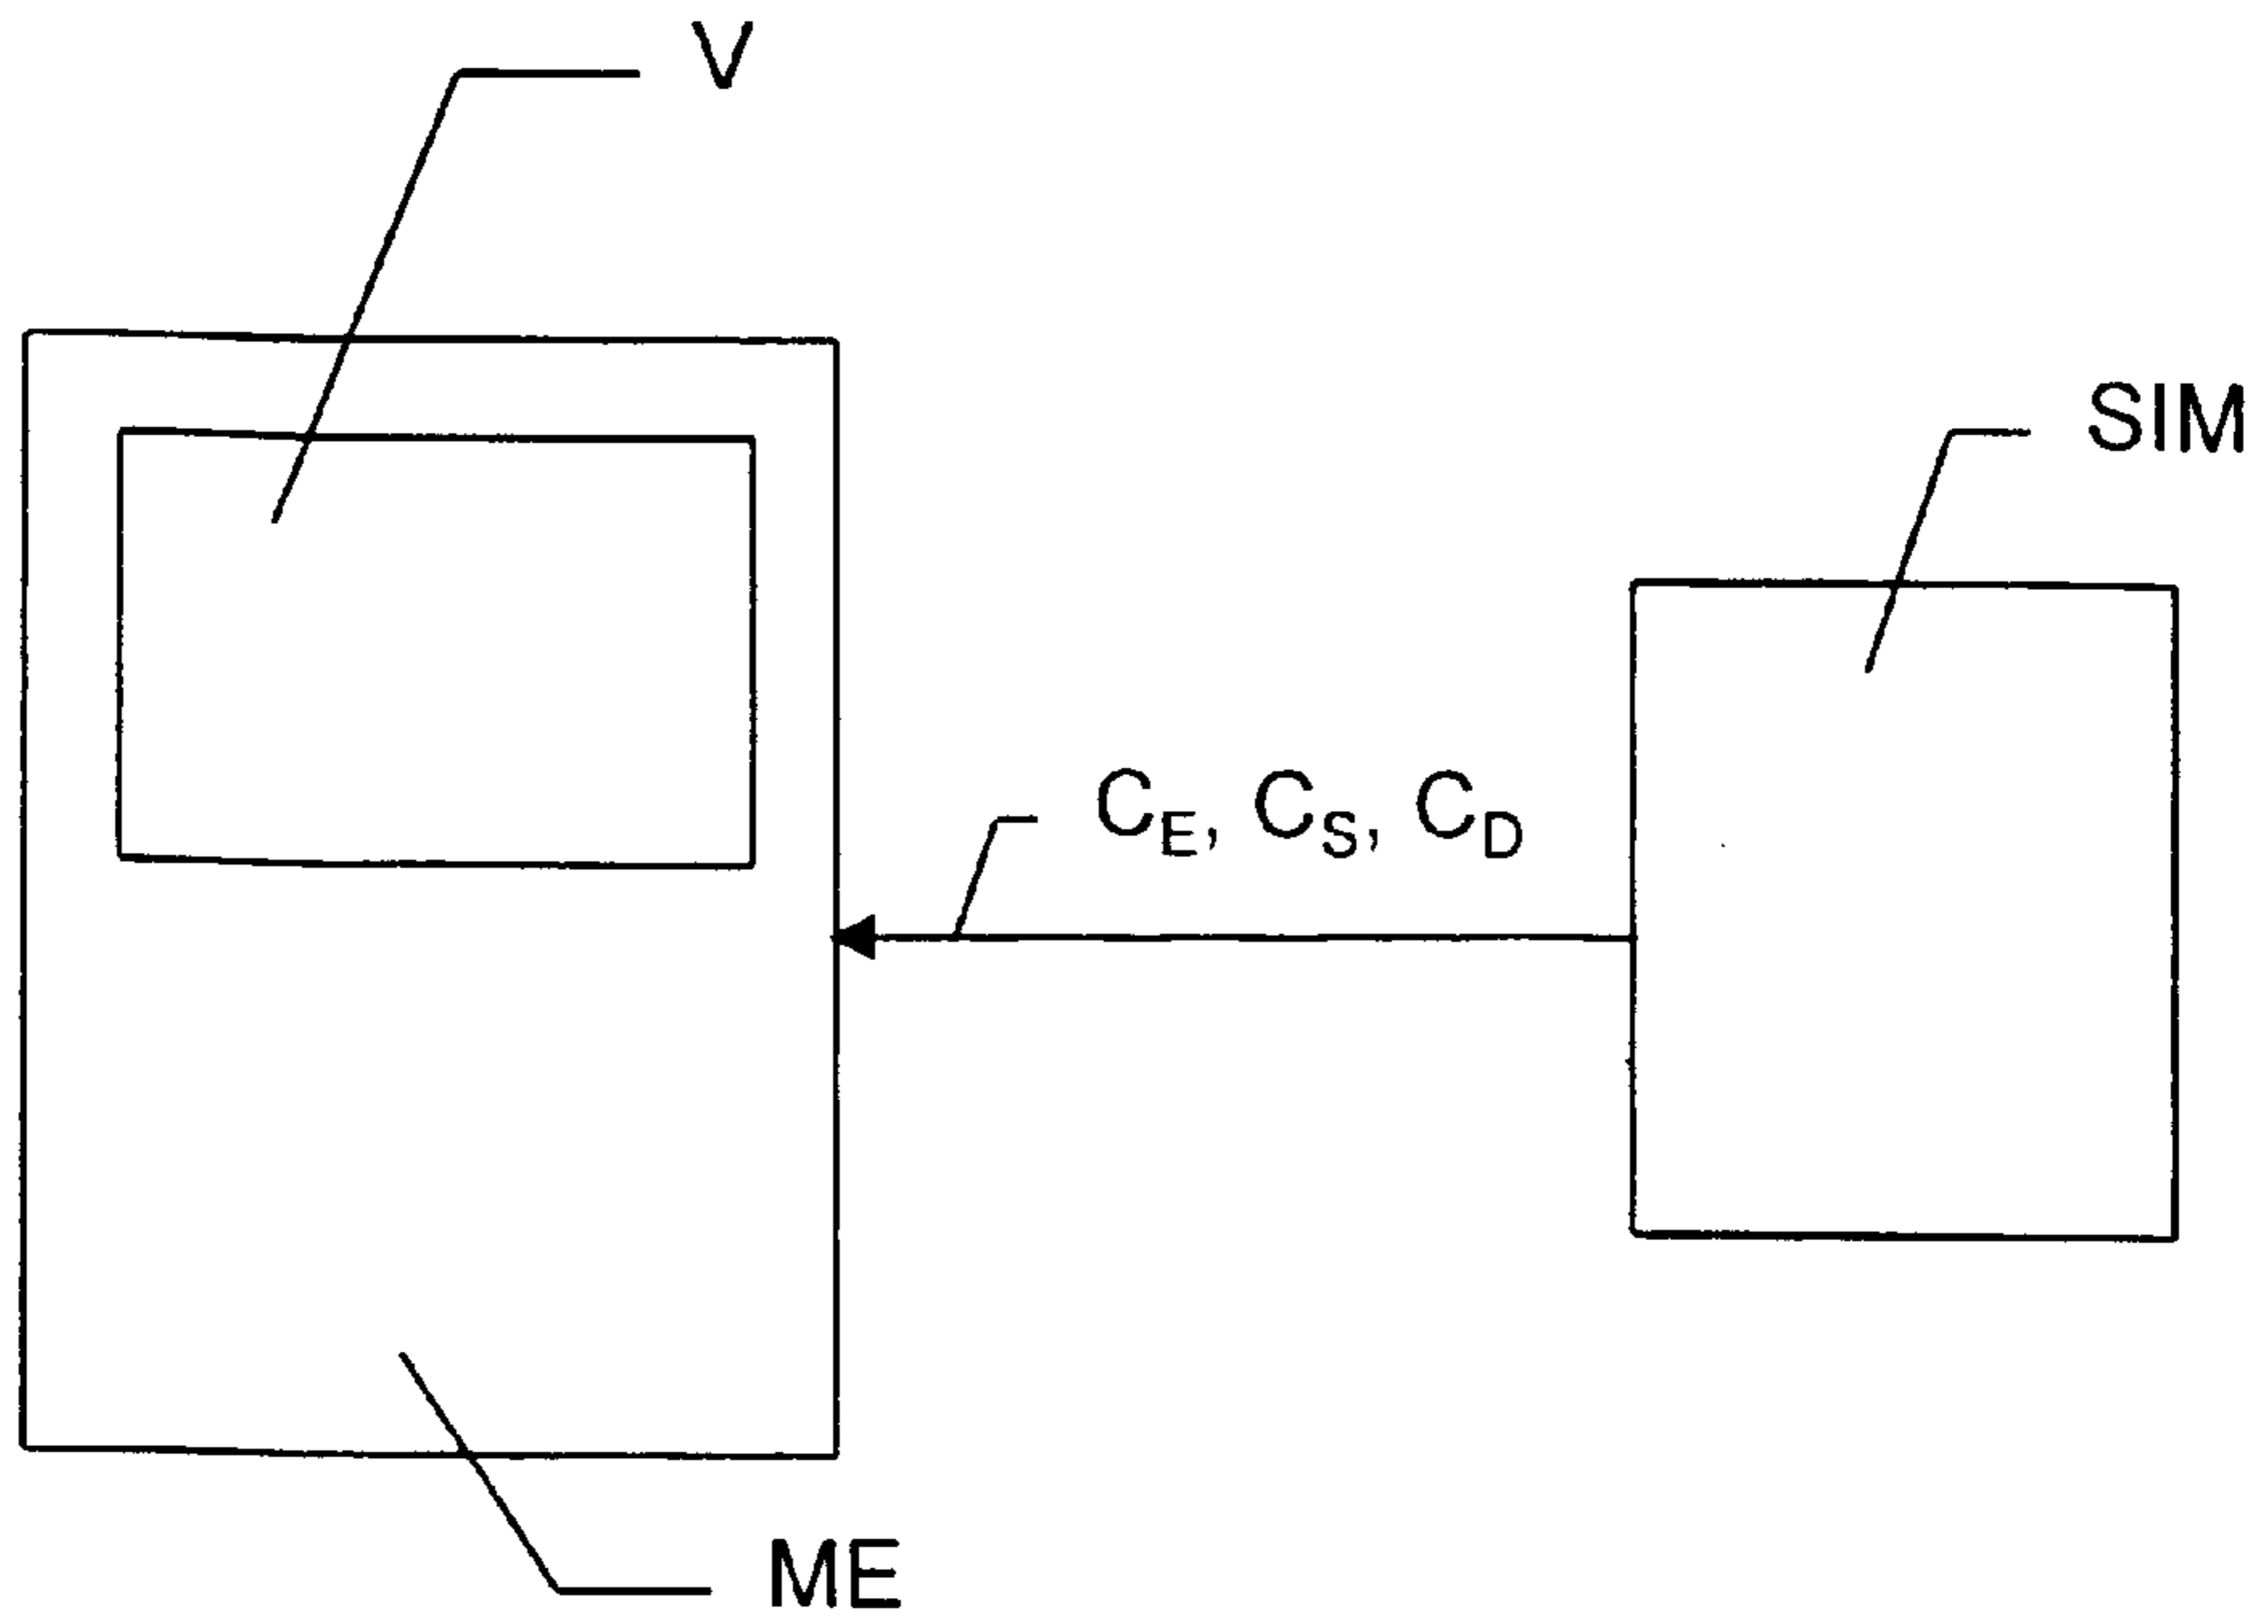 V
SIM
C_E, C_S, C_D
ME